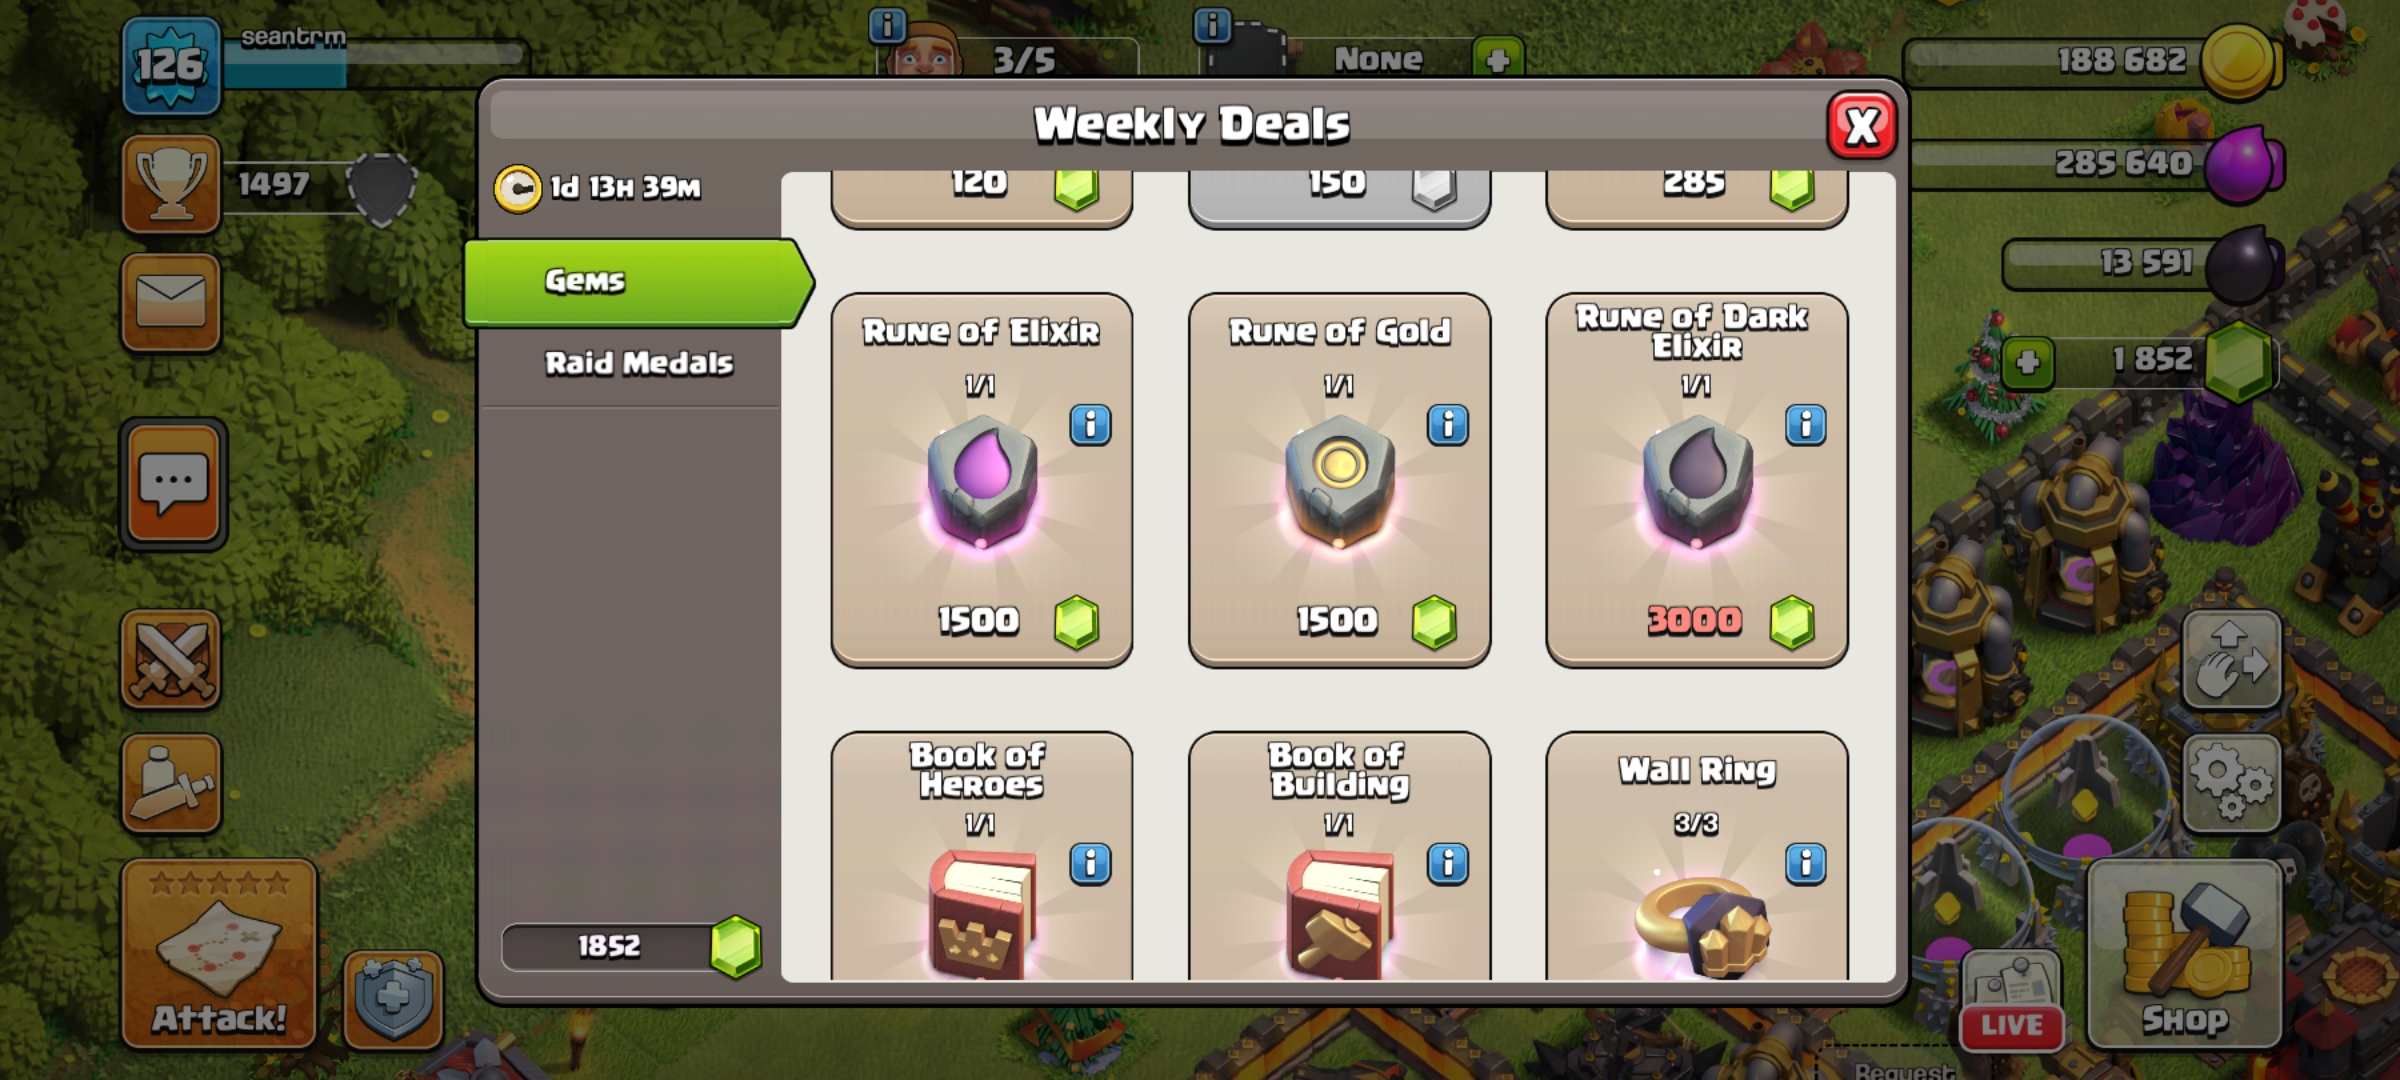 126
seantrm
3/5
None
188 682
Weekly Deals
X
1497
1d 13H 39M
120
150
285
285 640
Gems
13 591
Raid Medals
1 852
Rune of Elixir
1/1
Rune of Gold
1/1
Rune of Dark
Elixir
1/1
1500
1500
3000
Book of
Heroes
1/1
Book of
Building
1/1
Wall Ring
3/3
1852
Attack!
LIVE
Shop
Request